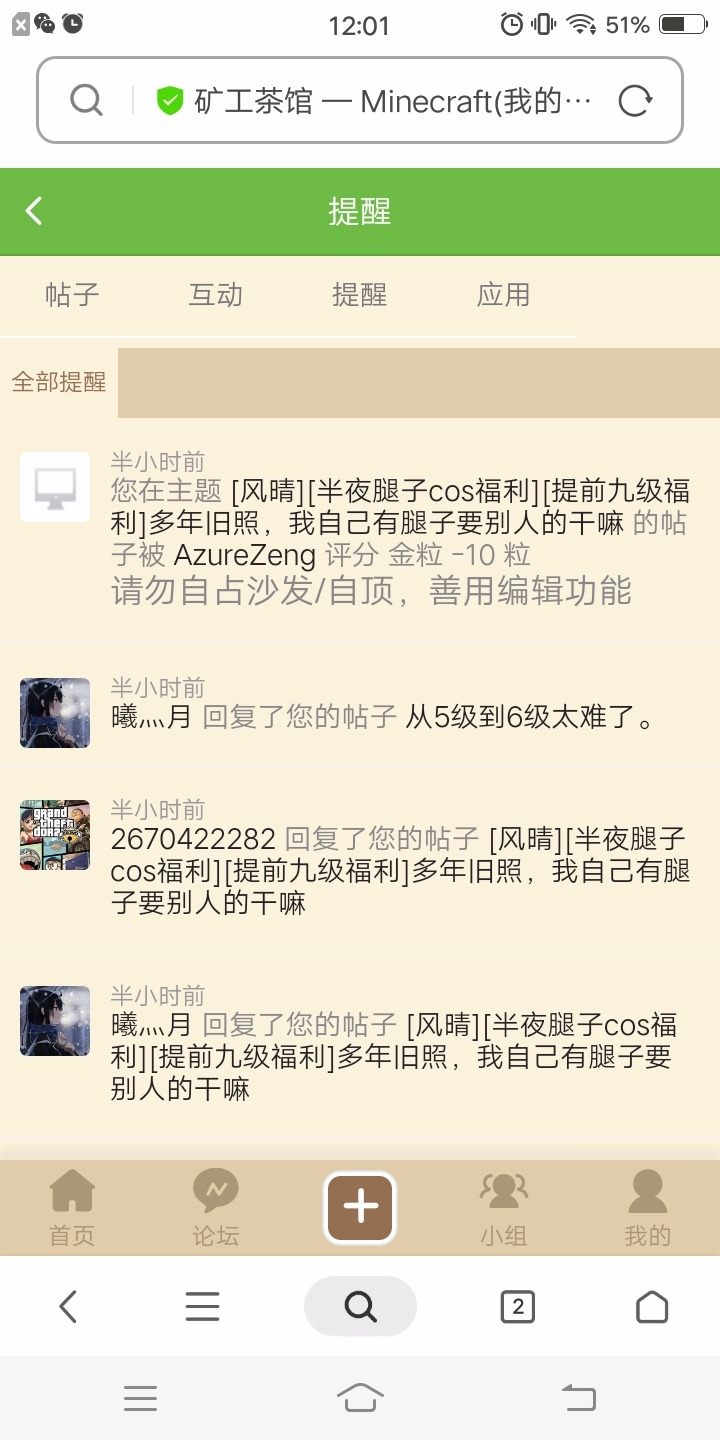 12:01
51%
矿工茶馆 — Minecraft(我的…
提醒
帖子 互动 提醒 应用
全部提醒
半小时前
您在主题 [风晴][半夜腿子cos福利][提前九级福
利]多年旧照，我自己有腿子要别人的干嘛 的帖
子被 AzureZeng 评分 金粒 -10 粒
请勿自占沙发/自顶，善用编辑功能
半小时前
曦灬月 回复了您的帖子 从5级到6级太难了。
半小时前
grand
theft
2670422282 回复了您的帖子 [风晴][半夜腿子
cos福利][提前九级福利]多年旧照，我自己有腿
子要别人的干嘛
半小时前
曦灬月 回复了您的帖子 [风晴][半夜腿子cos福
利][提前九级福利]多年旧照，我自己有腿子要
别人的干嘛
首页 论坛 小组 我的
2